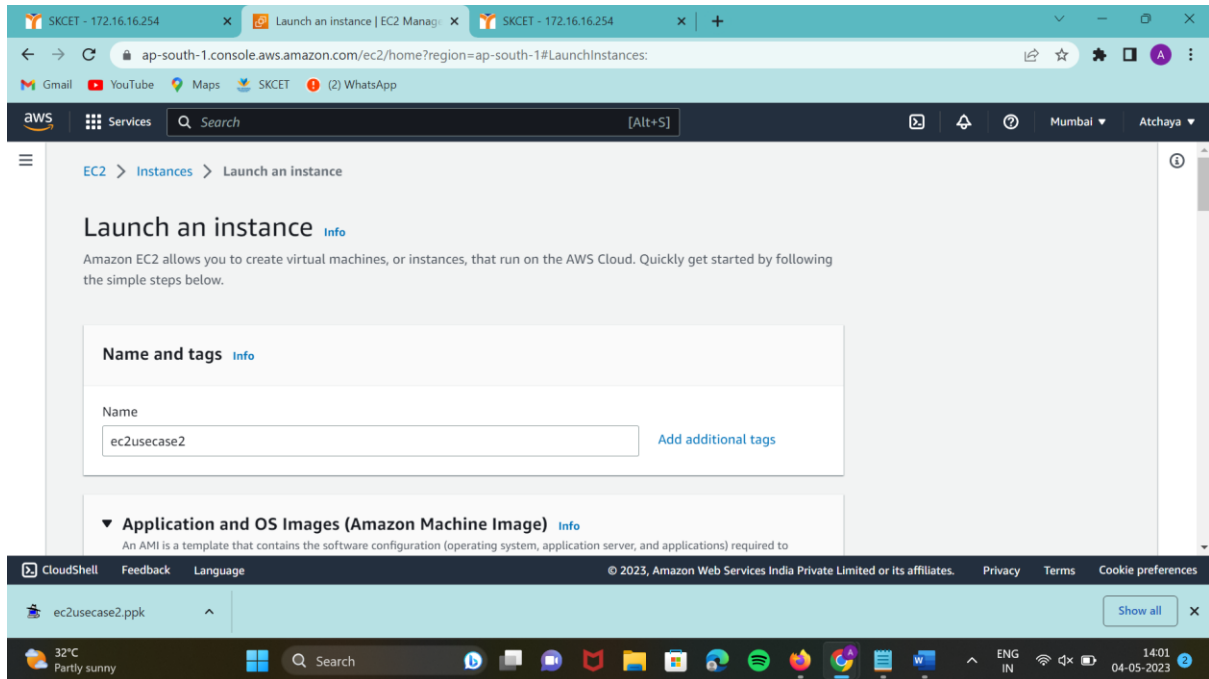 SKCET - 172.16.16.254
Launch an instance | EC2 Manage
SKCET - 172.16.16.254
ap-south-1.console.aws.amazon.com/ec2/home?region=ap-south-1#LaunchInstances:
A
Gmail
YouTube
Maps
SKCET
(2) WhatsApp
aws
Services
Search
[Alt+S]
Mumbai
Atchaya
EC2 > Instances > Launch an instance
Launch an instance Info
Amazon EC2 allows you to create virtual machines, or instances, that run on the AWS Cloud. Quickly get started by following
the simple steps below.
Name and tags Info
Name
ec2usecase2
Add additional tags
Application and OS Images (Amazon Machine Image) Info
An AMI is a template that contains the software configuration (operating system, application server, and applications) required to
CloudShell
Feedback
Language
© 2023, Amazon Web Services India Private Limited or its affiliates.
Privacy
Terms
Cookie preferences
ec2usecase2.ppk
Show all
32°C
Partly sunny
Search
ENG
IN
14:01
04-05-2023
2